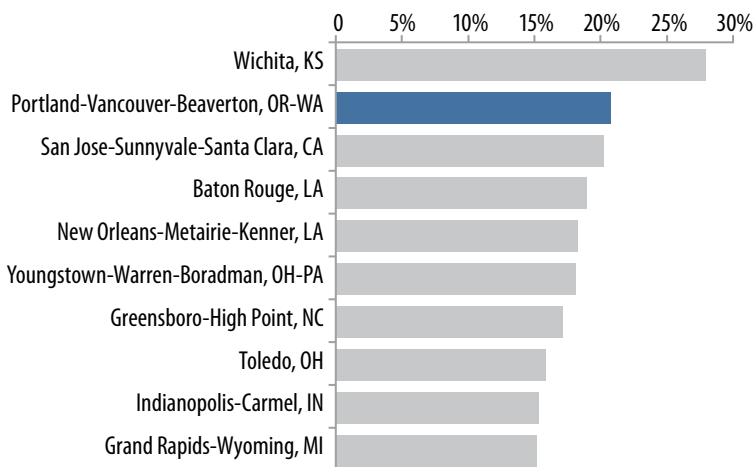 0 5% 10% 15% 20% 25% 30%
Wichita, KS
Portland-Vancouver-Beaverton, OR-WA
San Jose-Sunnyvale-Santa Clara, CA
Baton Rouge, LA
New Orleans-Metairie-Kenner, LA
Youngstown-Warren-Boradman, OH-PA
Greensboro-High Point, NC
Toledo, OH
Indianopolis-Carmel, IN
Grand Rapids-Wyoming, MI